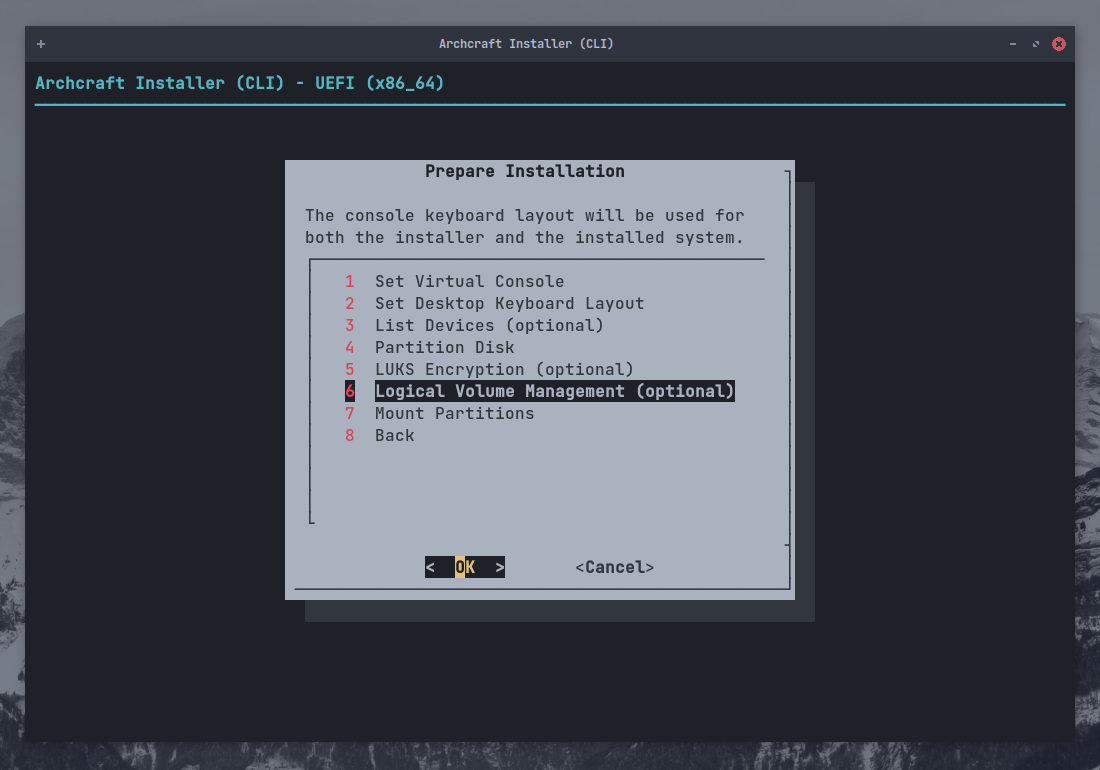 Archcraft Installer (CLI)
Archcraft Installer (CLI) - UEFI (x86_64)
Prepare Installation
The console keyboard layout will be used for
both the installer and the installed system.
1 Set Virtual Console
2 Set Desktop Keyboard Layout
3 List Devices (optional)
4 Partition Disk
5 LUKS Encryption (optional)
6 Logical Volume Management (optional)
7 Mount Partitions
8 Back
< OK > <Cancel>